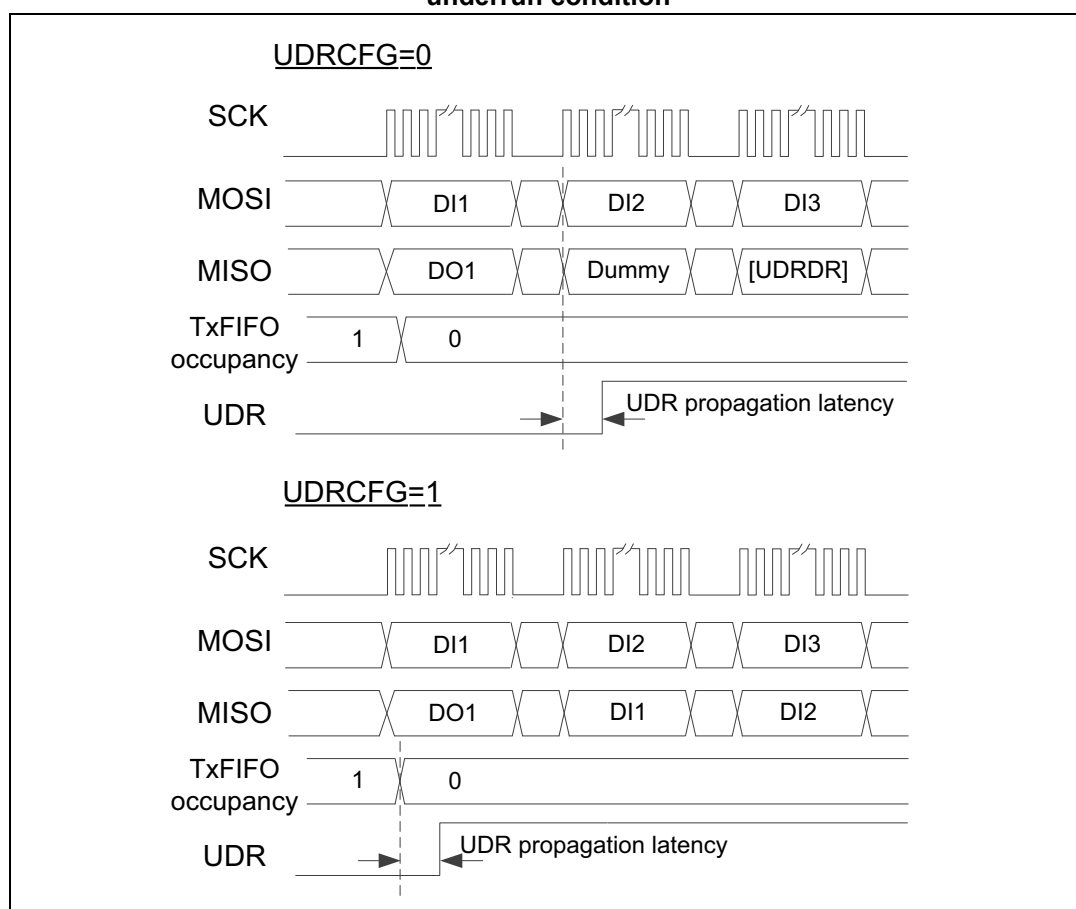 underrun condition
UDRCFG=0
SCK
MOSI
DI1
DI2
DI3
MISO
DO1
Dummy
[UDRDR]
TxFIFO
occupancy
1
0
UDR
UDR propagation latency
UDRCFG=1
SCK
MOSI
DI1
DI2
DI3
MISO
DO1
DI1
DI2
TxFIFO
occupancy
1
0
UDR
UDR propagation latency